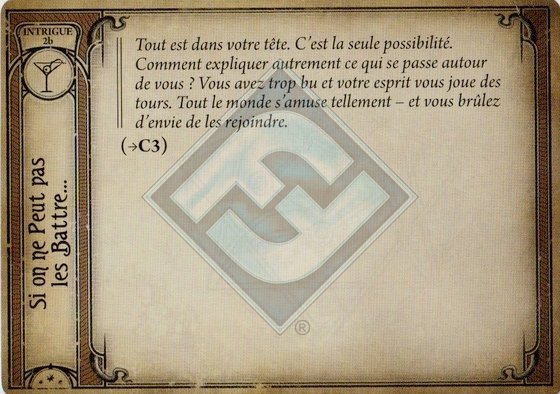 INTRIGUE
2b
Si on ne Peut pas
les Battre...
Tout est dans votre tête. C'est la seule possibilité.
Comment expliquer autrement ce qui se passe autour
de vous ? Vous avez trop bu et votre esprit vous joue des
tours. Tout le monde s'amuse tellement – et vous brûlez
d'envie de les rejoindre.
(→C3)
®